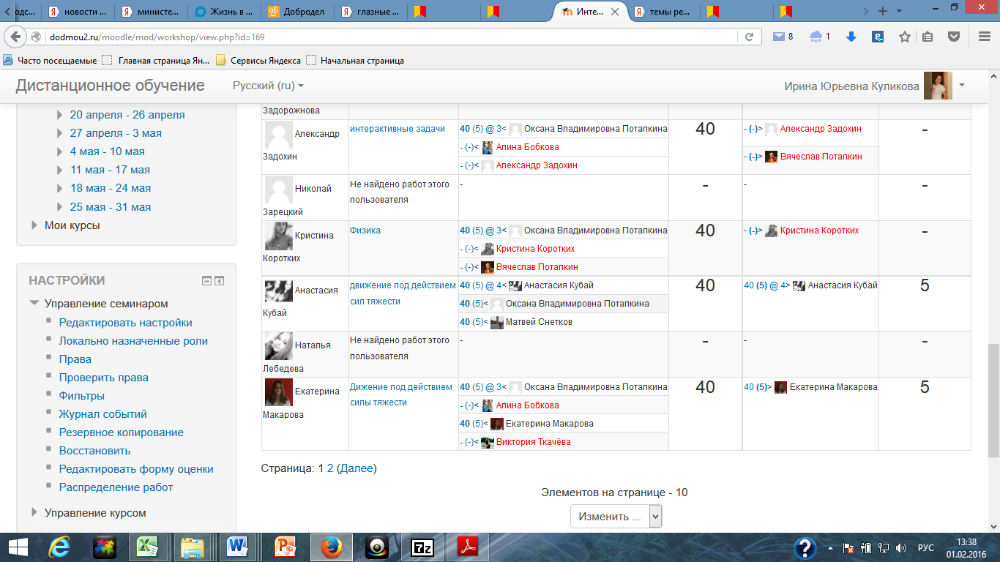 одс...
новости ...
министе...
Жизнь в ...
Добродел
глазные ...
Инте...
темы ре...
dodmou2.ru/moodle/mod/workshop/view.php?id=169
8
1
Часто посещаемые
Главная страница Ян...
Сервисы Яндекса
Начальная страница
Дистанционное обучение
Русский (ru)
Ирина Юрьевна Куликова
20 апреля - 26 апреля
27 апреля - 3 мая
4 мая - 10 мая
11 мая - 17 мая
18 мая - 24 мая
25 мая - 31 мая
Мои курсы
НАСТРОЙКИ
Управление семинаром
Редактировать настройки
Локально назначенные роли
Права
Проверить права
Фильтры
Журнал событий
Резервное копирование
Восстановить
Редактировать форму оценки
Распределение работ
Управление курсом
Задорожнова
Александр
Задохин
интерактивные задачи
40 (5) @ 3< Оксана Владимировна Потапкина
- (-)< Алина Бобкова
- (-)< Александр Задохин
40
- (-)> Александр Задохин
- (-)> Вячеслав Потапкин
-
Николай
Зарецкий
Не найдено работ этого
пользователя
-
-
-
-
Кристина
Коротких
Физика
40 (5) @ 3< Оксана Владимировна Потапкина
- (-)< Кристина Коротких
- (-)< Вячеслав Потапкин
40
- (-)> Кристина Коротких
-
Анастасия
Кубай
движение под действием
сил тяжести
40 (5) @ 4< Анастасия Кубай
40 (5)< Оксана Владимировна Потапкина
40 (5)< Матвей Снетков
40
40 (5) @ 4> Анастасия Кубай
5
Наталья
Лебедева
Не найдено работ этого
пользователя
-
-
-
-
Екатерина
Макарова
Дижение под действием
силы тяжести
40 (5) @ 3< Оксана Владимировна Потапкина
- (-)< Алина Бобкова
40 (5)< Екатерина Макарова
- (-)< Виктория Ткачёва
40
40 (5)> Екатерина Макарова
5
Страница: 1 2 (Далее)
Элементов на странице - 10
Изменить ...
7z
РУС
13:38
01.02.2016